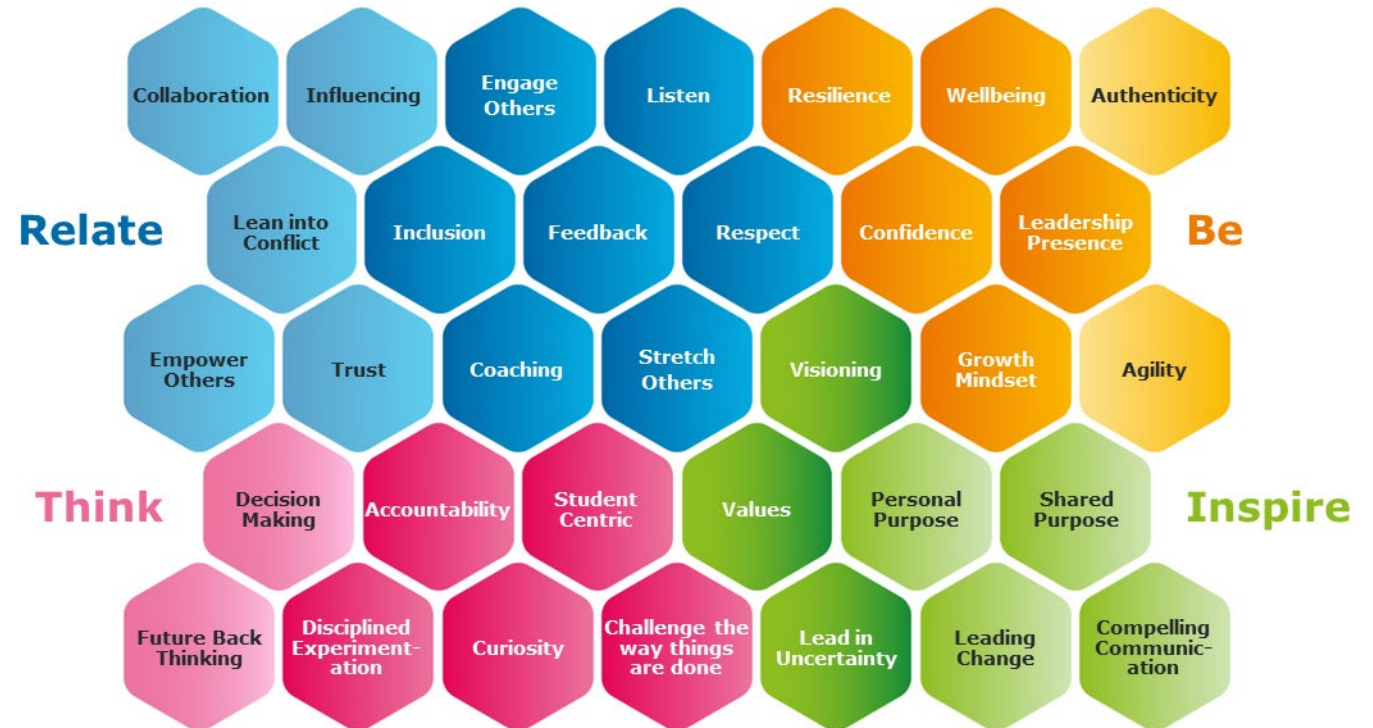 Collaboration
Influencing
Engage
Others
Listen
Resilience
Wellbeing
Authenticity
Relate
Lean into
Conflict
Inclusion
Feedback
Respect
Confidence
Leadership
Presence
Be
Empower
Others
Trust
Coaching
Stretch
Others
Visioning
Growth
Mindset
Agility
Think
Decision
Making
Accountability
Student
Centric
Values
Personal
Purpose
Shared
Purpose
Inspire
Future Back
Thinking
Disciplined
Experiment-
ation
Curiosity
Challenge the
way things
are done
Lead in
Uncertainty
Leading
Change
Compelling
Communic-
ation